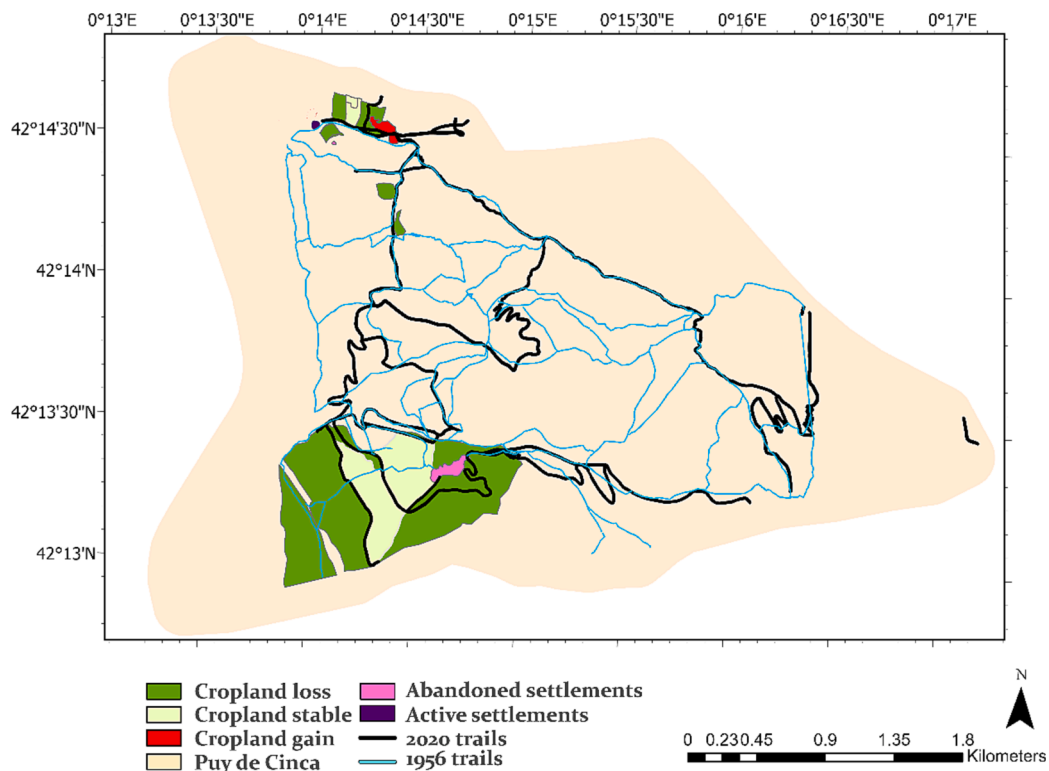 0°13'E 0°13'30"E 0°14'E 0°14'30"E 0°15'E 0°15'30"E 0°16'E 0°16'30"E 0°17'E
42°14'30"N
42°14'N
42°13'30"N
42°13'N
Cropland loss
Cropland stable
Cropland gain
Puy de Cinca
Abandoned settlements
Active settlements
2020 trails
1956 trails
N
0 0.230.45 0.9 1.35 1.8
Kilometers